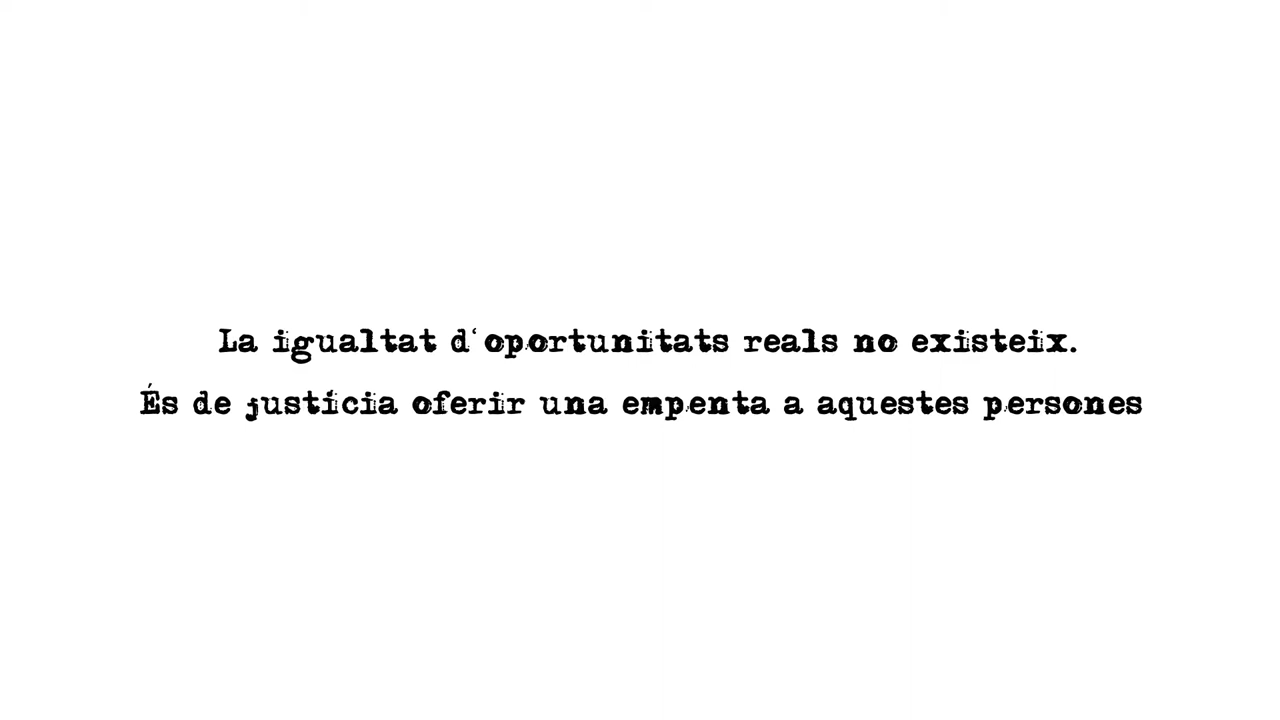 La igualtat d‘oportunitats reals no existeix.
És de justícia oferir una empenta a aquestes persones